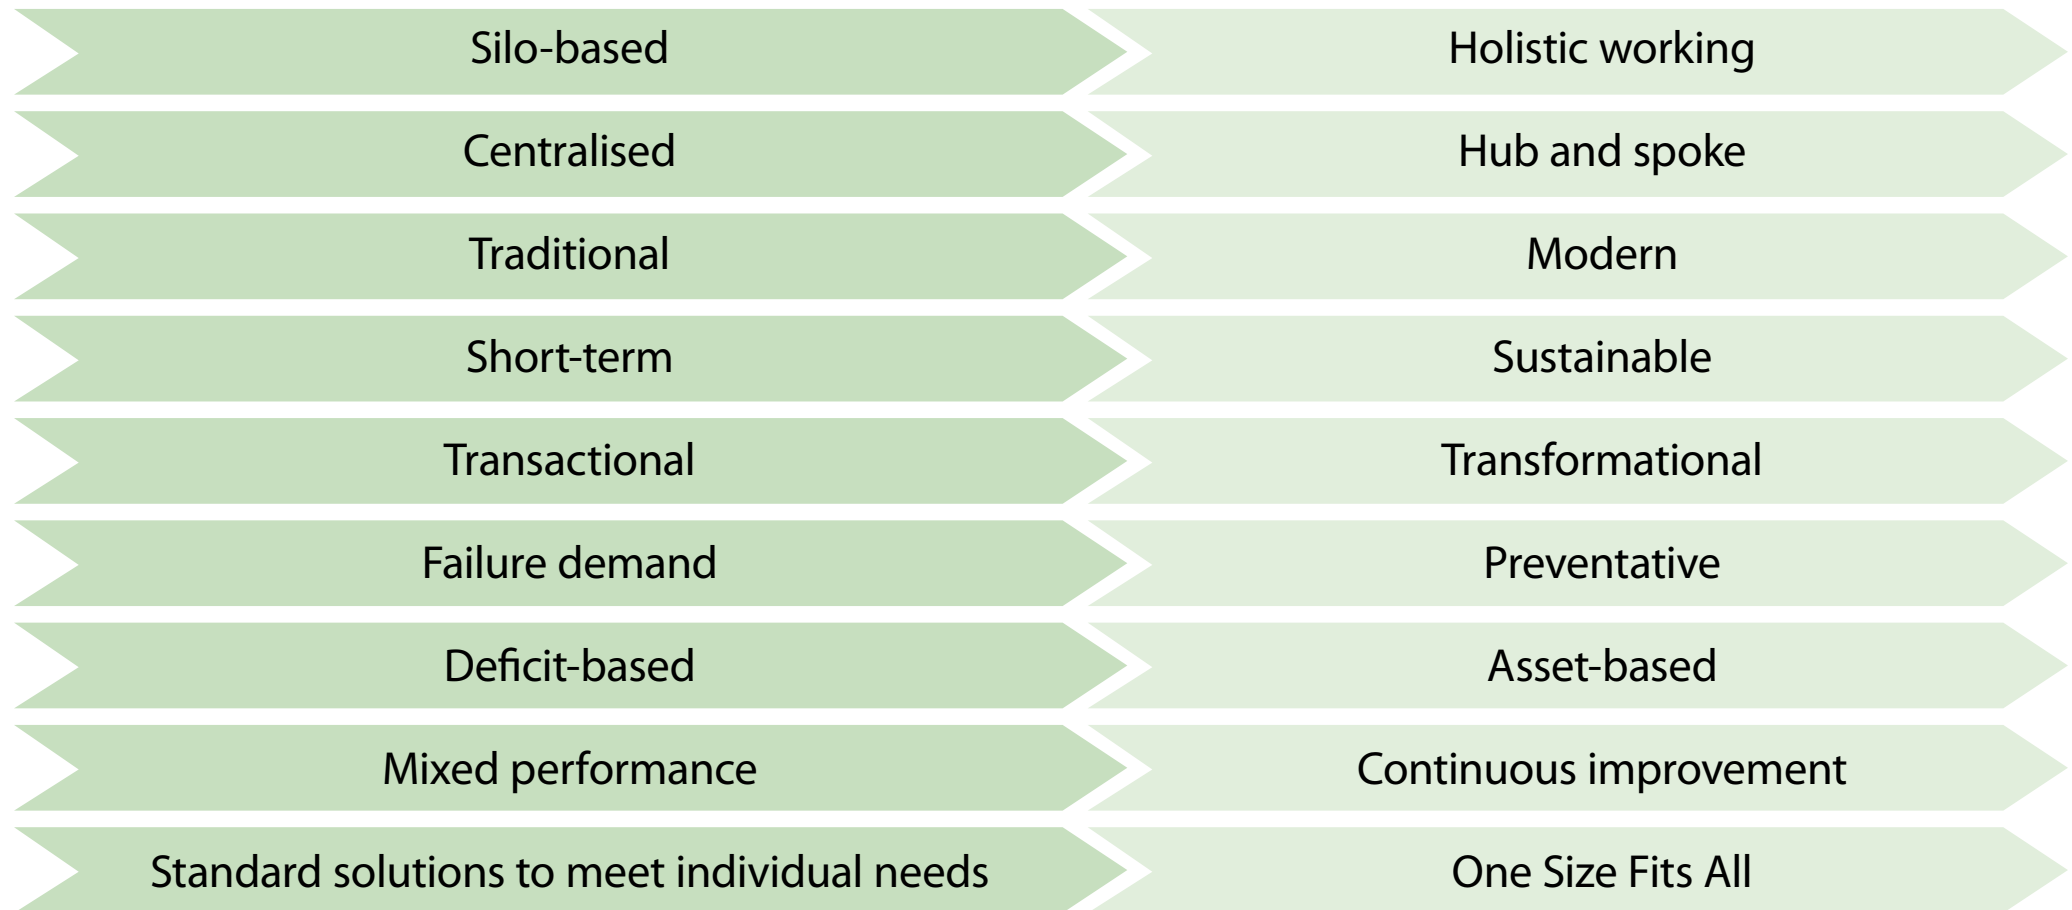 Silo-based
Holistic working
Centralised
Hub and spoke
Traditional
Modern
Short-term
Sustainable
Transactional
Transformational
Failure demand
Preventative
Deficit-based
Asset-based
Mixed performance
Continuous improvement
Standard solutions to meet individual needs
One Size Fits All